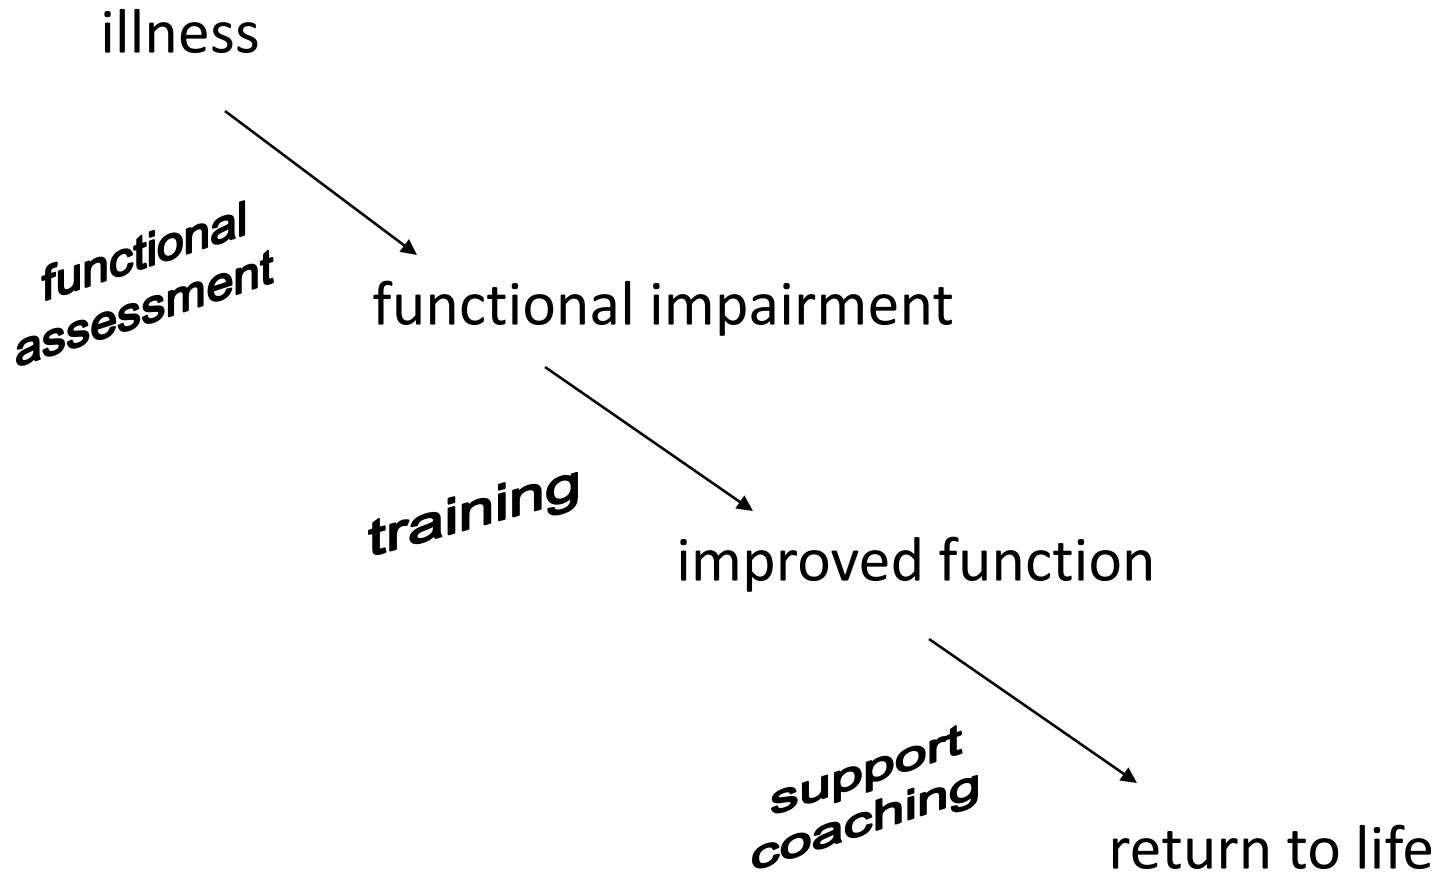 illness
functional
assessment
functional impairment
training
improved function
support
coaching
return to life